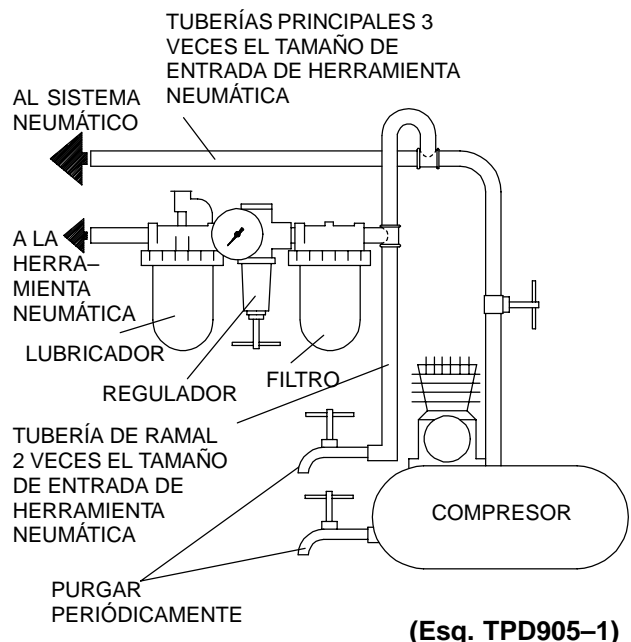 TUBERÍAS PRINCIPALES 3
VECES EL TAMAÑO DE
ENTRADA DE HERRAMIENTA
NEUMÁTICA
AL SISTEMA
NEUMÁTICO
A LA
HERRA–
MIENTA
NEUMÁTICA
LUBRICADOR
REGULADOR
FILTRO
TUBERÍA DE RAMAL
2 VECES EL TAMAÑO
DE ENTRADA DE
HERRAMIENTA
NEUMÁTICA
COMPRESOR
PURGAR
PERIÓDICAMENTE
(Esq. TPD905–1)